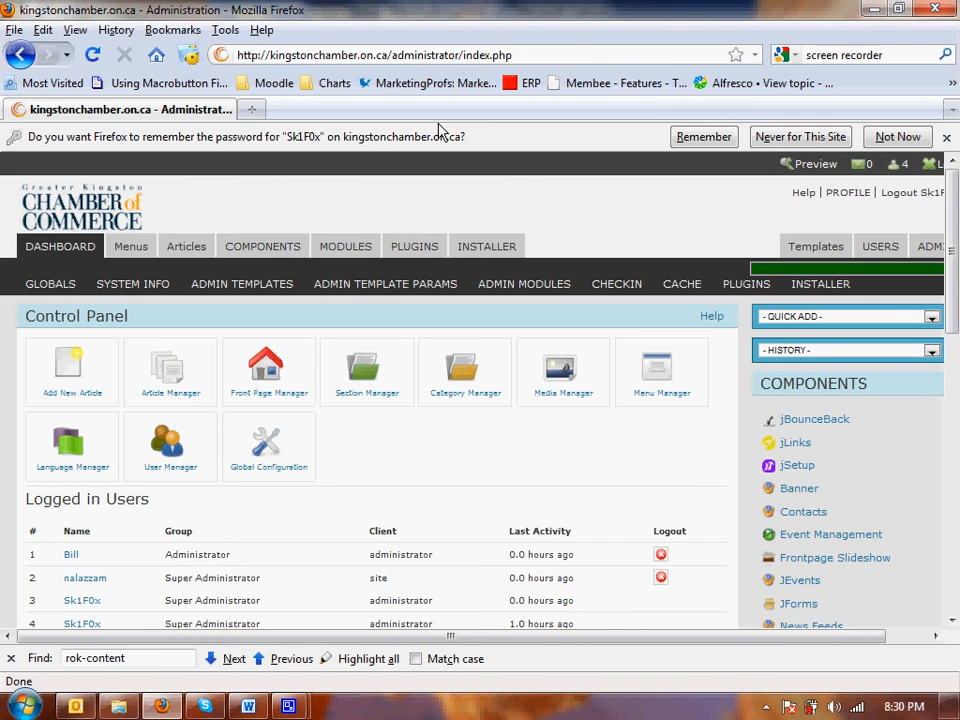 kingstonchamber.on.ca - Administration - Mozilla Firefox
File Edit View History Bookmarks Tools Help
http://kingstonchamber.on.ca/administrator/index.php
screen recorder
Most Visited Using Macrobutton Fi... Moodle Charts MarketingProfs: Marke... ERP Membee - Features - T... Alfresco • View topic - ... »
kingstonchamber.on.ca - Administrat...
Do you want Firefox to remember the password for "Sk1F0x" on kingstonchamber.on.ca? Remember Never for This Site Not Now
Preview 0 4 L
Greater Kingston
CHAMBER of
COMMERCE
Help | PROFILE | Logout Sk1F
DASHBOARD Menus Articles COMPONENTS MODULES PLUGINS INSTALLER Templates USERS ADM
GLOBALS SYSTEM INFO ADMIN TEMPLATES ADMIN TEMPLATE PARAMS ADMIN MODULES CHECKIN CACHE PLUGINS INSTALLER
Control Panel Help
Add New Article Article Manager Front Page Manager Section Manager Category Manager Media Manager Menu Manager
Language Manager User Manager Global Configuration
Logged in Users
# Name Group Client Last Activity Logout
1 Bill Administrator administrator 0.0 hours ago
2 nalazzam Super Administrator site 0.0 hours ago
3 Sk1F0x Super Administrator administrator 0.0 hours ago
4 Sk1F0x Super Administrator administrator 1.0 hours ago
- QUICK ADD -
- HISTORY -
COMPONENTS
jBounceBack
jLinks
jSetup
Banner
Contacts
Event Management
Frontpage Slideshow
JEvents
JForms
News Feeds
Find: rok-content Next Previous Highlight all Match case
Done
8:30 PM